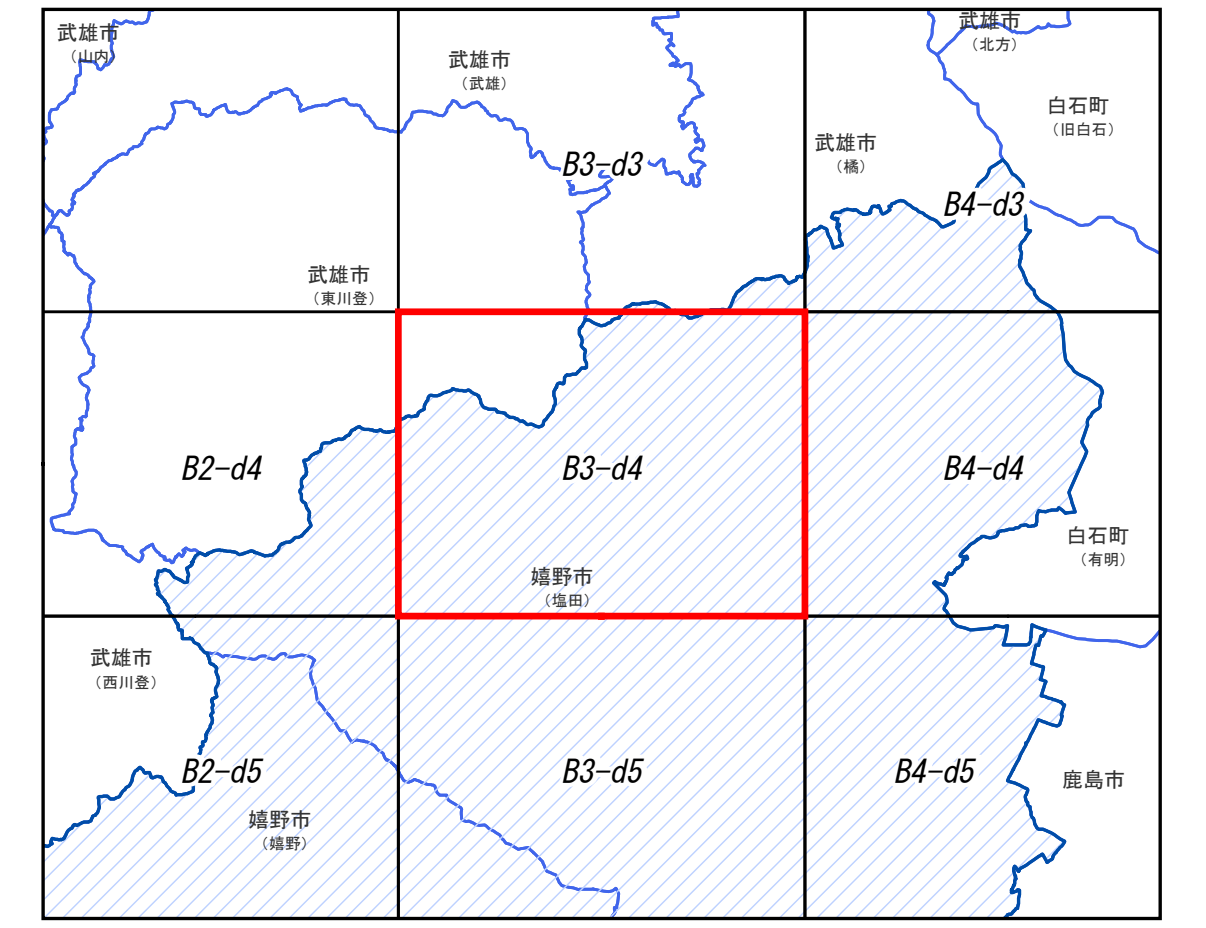 武雄市
(山内)
武雄市
(武雄)
武雄市
(北方)
白石町
(旧白石)
武雄市
(橘)
B3-d3
B4-d3
武雄市
(東川登)
B2-d4
B3-d4
B4-d4
白石町
(有明)
嬉野市
(塩田)
武雄市
(西川登)
B2-d5
B3-d5
B4-d5
鹿島市
嬉野市
(嬉野)